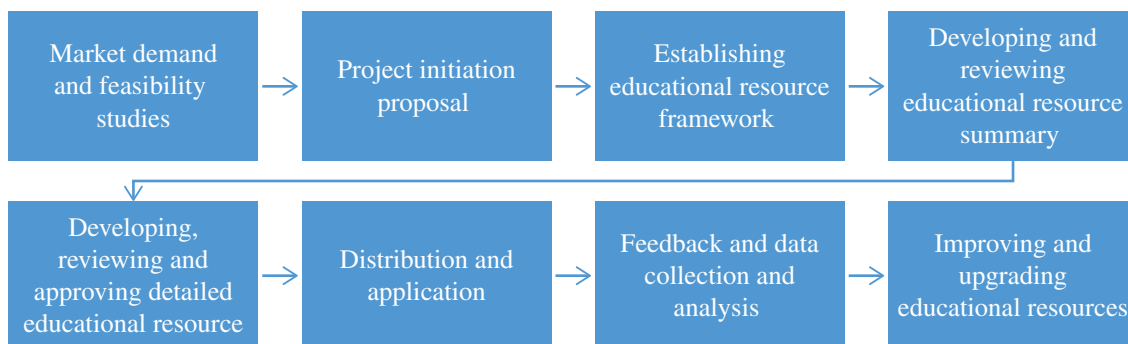 Market demand
and feasibility
studies
Project initiation
proposal
Establishing
educational resource
framework
Developing and
reviewing
educational resource
summary
Developing,
reviewing and
approving detailed
educational resource
Distribution and
application
Feedback and data
collection and
analysis
Improving and
upgrading
educational resources